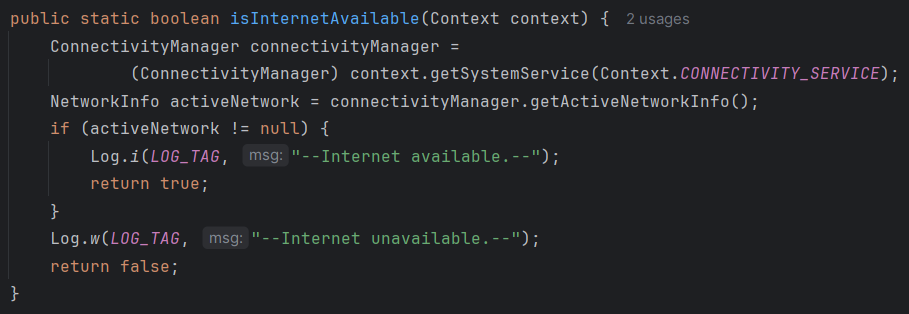 public static boolean isInternetAvailable(Context context) { 2 usages
ConnectivityManager connectivityManager =
(ConnectivityManager) context.getSystemService(Context.CONNECTIVITY_SERVICE);
NetworkInfo activeNetwork = connectivityManager.getActiveNetworkInfo();
if (activeNetwork != null) {
Log.i(LOG_TAG, msg: "--Internet available.--");
return true;
}
Log.w(LOG_TAG, msg: "--Internet unavailable.--");
return false;
}